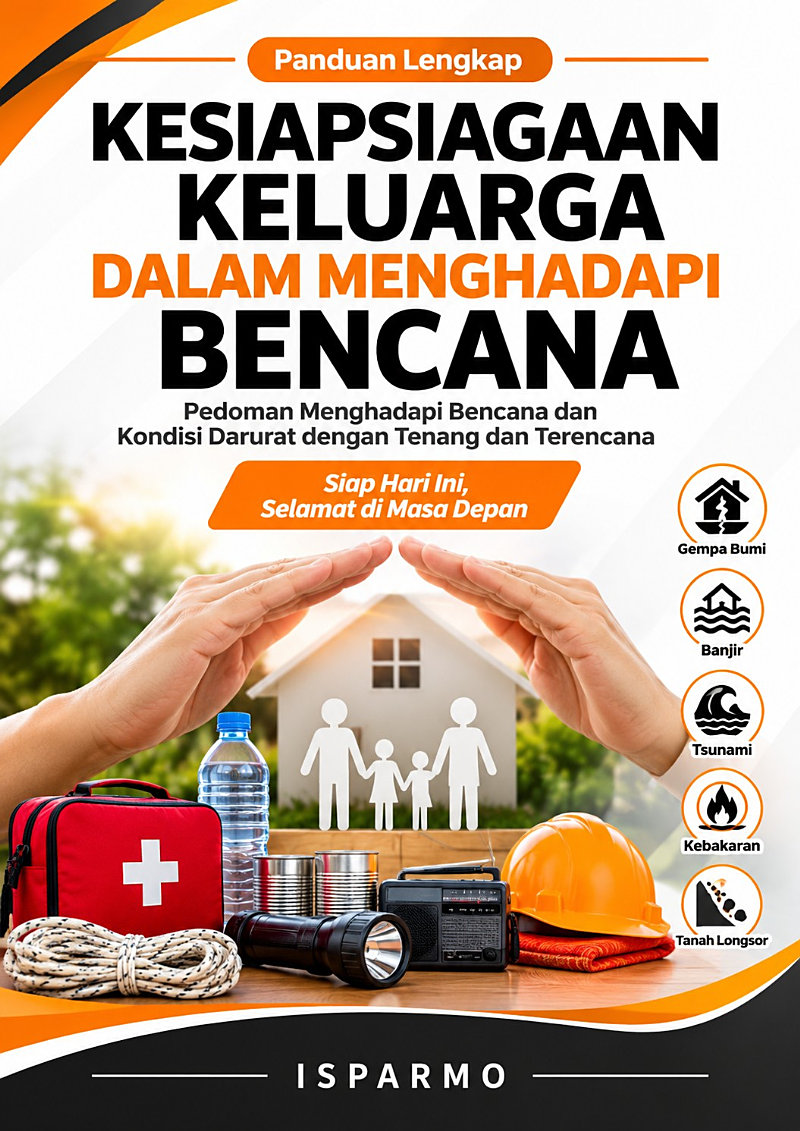 Panduan Lengkap
KESIAPSIAGAAN
KELUARGA
DALAM MENGHADAPI
BENCANA
Pedoman Menghadapi Bencana dan
Kondisi Darurat dengan Tenang dan Terencana
Siap Hari Ini,
Selamat di Masa Depan
Gempa Bumi
Banjir
Tsunami
Kebakaran
Tanah Longsor
ISPARMO